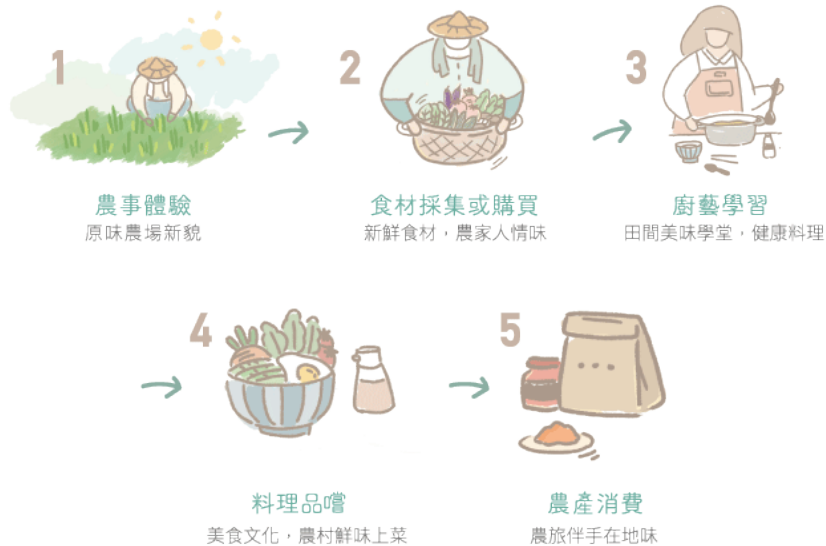 1
農事體驗
原味農場新貌
2
食材採集或購買
新鮮食材，農家人情味
3
廚藝學習
田間美味學堂，健康料理
4
料理品嚐
美食文化，農村鮮味上菜
5
農產消費
農旅伴手在地味